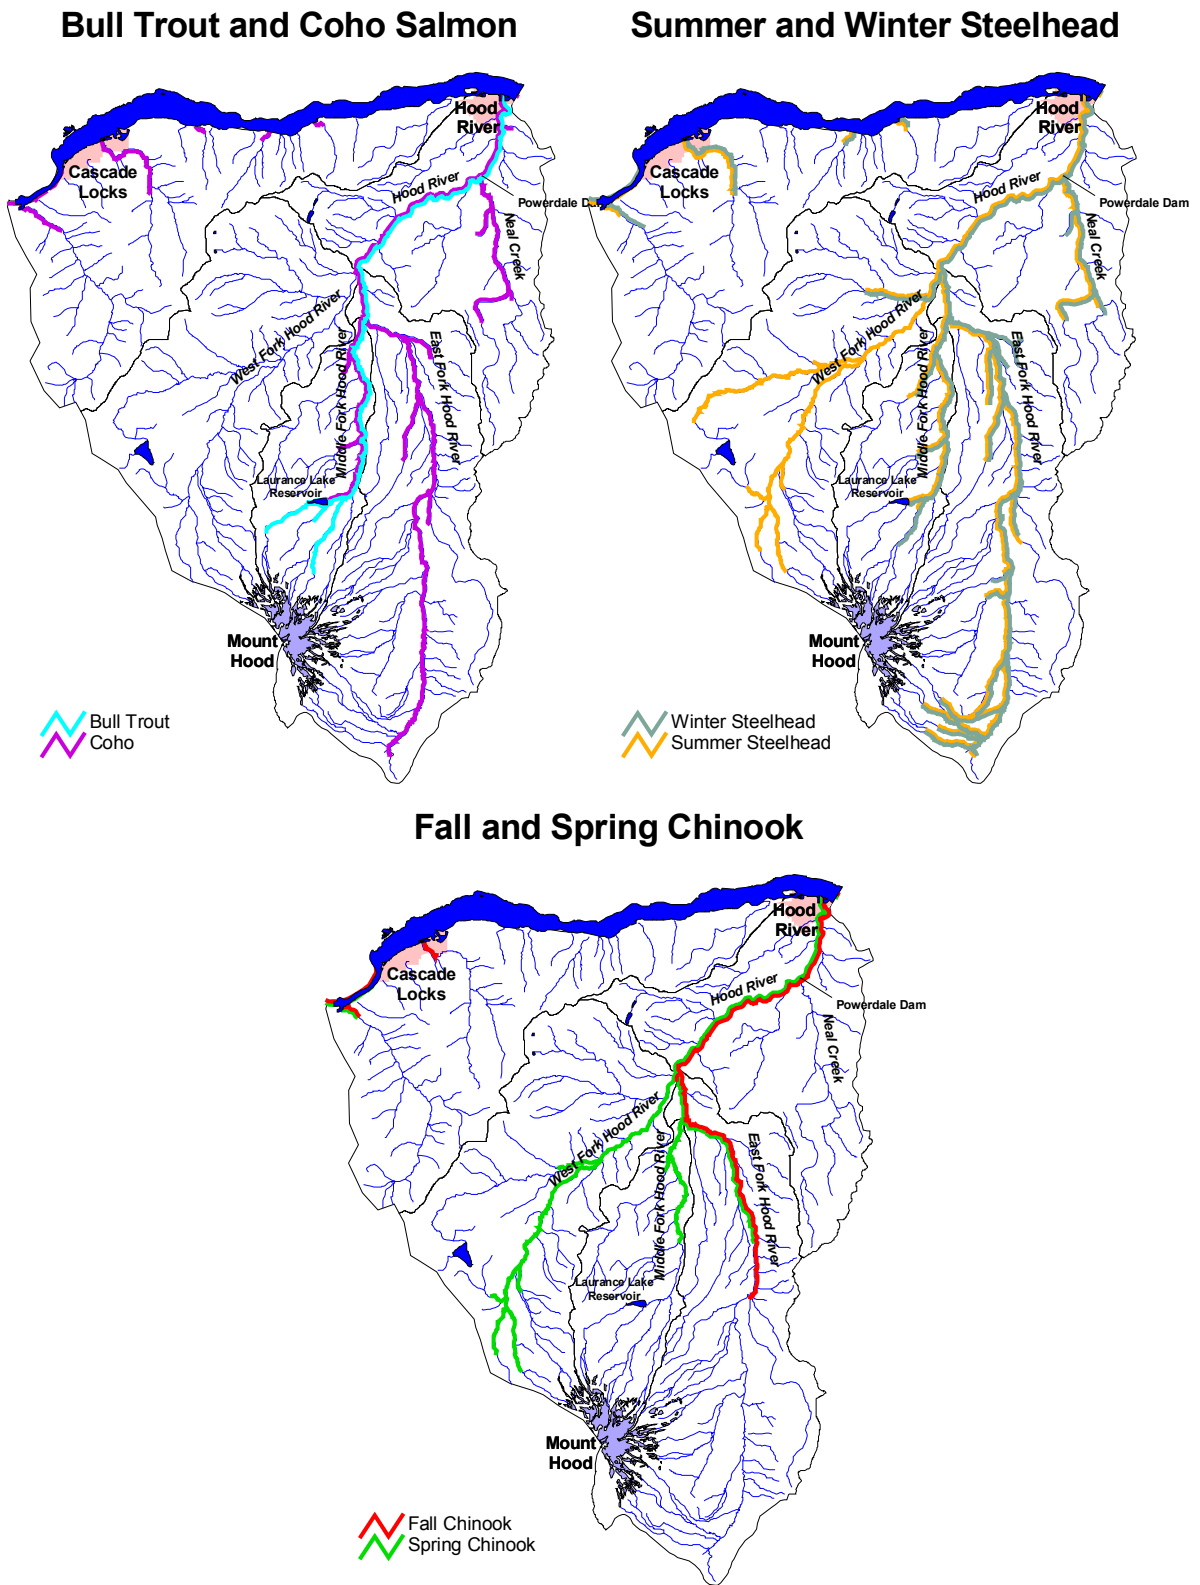 Bull Trout and Coho Salmon
Hood
River
Cascade
Locks
Hood River
Powerdale Dam
Neal Creek
West Fork Hood River
Middle Fork Hood River
East Fork Hood River
Laurance Lake
Reservoir
Mount
Hood
Bull Trout
Coho
Summer and Winter Steelhead
Hood
River
Cascade
Locks
Hood River
Powerdale Dam
Neal Creek
West Fork Hood River
Middle Fork Hood River
East Fork Hood River
Laurance Lake
Reservoir
Mount
Hood
Winter Steelhead
Summer Steelhead
Fall and Spring Chinook
Hood
River
Cascade
Locks
Hood River
Powerdale Dam
Neal Creek
West Fork Hood River
Middle Fork Hood River
East Fork Hood River
Laurance Lake
Reservoir
Mount
Hood
Fall Chinook
Spring Chinook